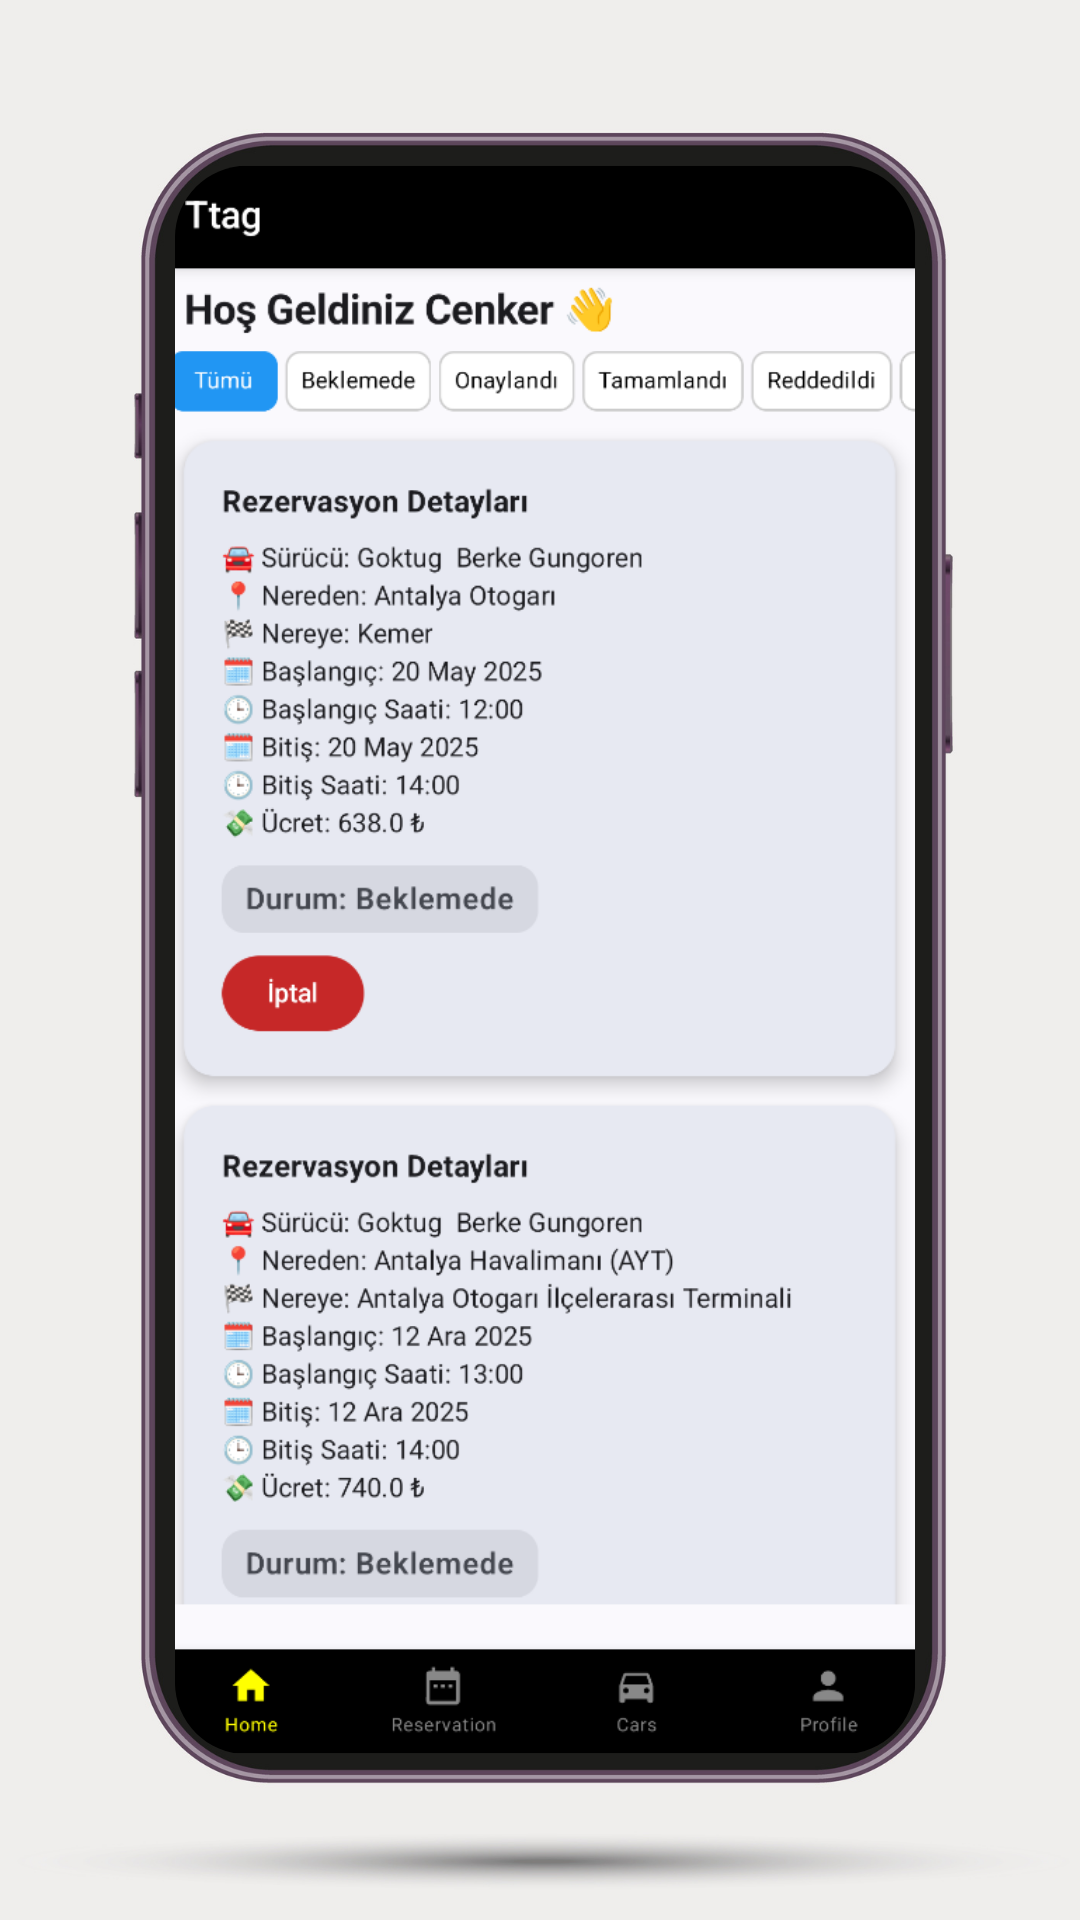 Ttag
Hoş Geldiniz Cenker 👋
Tümü
Beklemede
Onaylandı
Tamamlandı
Reddedildi
Rezervasyon Detayları
🚘 Sürücü: Goktug  Berke Gungoren
📍 Nereden: Antalya Otogarı
🏁 Nereye: Kemer
🗓️ Başlangıç: 20 May 2025
🕒 Başlangıç Saati: 12:00
🗓️ Bitiş: 20 May 2025
🕒 Bitiş Saati: 14:00
💸 Ücret: 638.0 ₺
Durum: Beklemede
İptal
Rezervasyon Detayları
🚘 Sürücü: Goktug  Berke Gungoren
📍 Nereden: Antalya Havalimanı (AYT)
🏁 Nereye: Antalya Otogarı İlçelerarası Terminali
🗓️ Başlangıç: 12 Ara 2025
🕒 Başlangıç Saati: 13:00
🗓️ Bitiş: 12 Ara 2025
🕒 Bitiş Saati: 14:00
💸 Ücret: 740.0 ₺
Durum: Beklemede
Home
Reservation
Cars
Profile